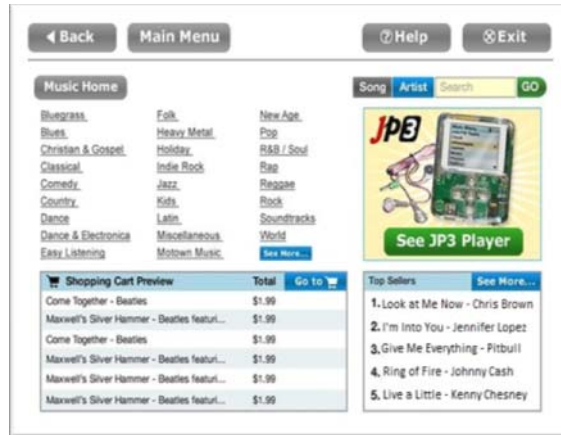 Back Main Menu Help Exit
Music Home Song Artist Search GO
Bluegrass Folk New Age
Blues Heavy Metal Pop
Christian & Gospel Holiday R&B / Soul
Classical Indie Rock Rap
Comedy Jazz Reggae
Country Kids Rock
Dance Latin Soundtracks
Dance & Electronica Miscellaneous World
Easy Listening Motown Music See More...
JPE3
See JP3 Player
Shopping Cart Preview Total Go to
Come Together - Beatles $1.99
Maxwell's Silver Hammer - Beatles featuri... $1.99
Come Together - Beatles $1.99
Maxwell's Silver Hammer - Beatles featuri... $1.99
Maxwell's Silver Hammer - Beatles featuri... $1.99
Maxwell's Silver Hammer - Beatles featuri... $1.99
Top Sellers See More...
1. Look at Me Now - Chris Brown
2. I'm Into You - Jennifer Lopez
3. Give Me Everything - Pitbull
4. Ring of Fire - Johnny Cash
5. Live a Little - Kenny Chesney